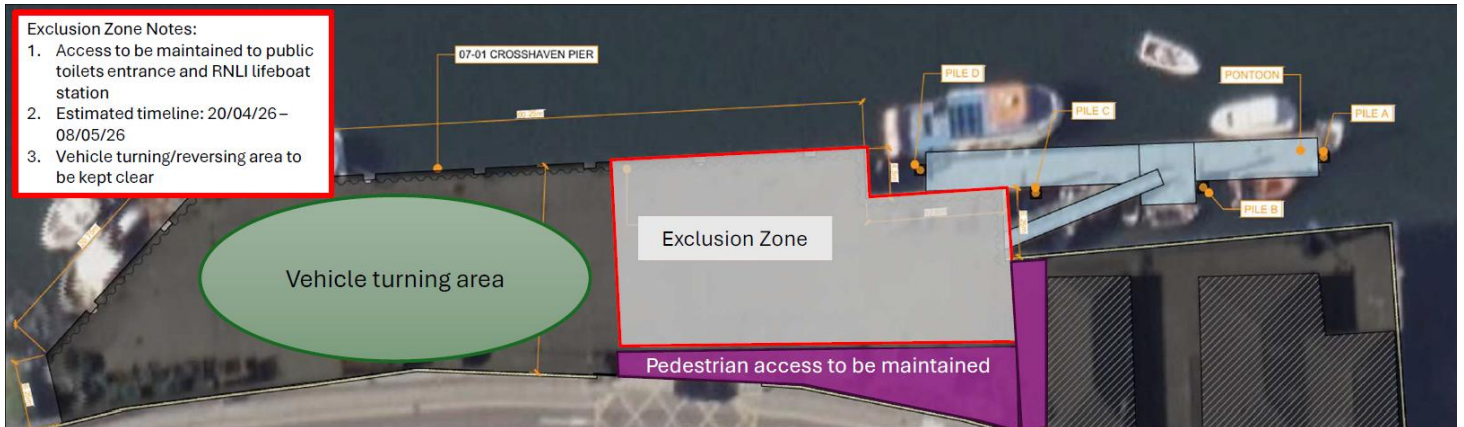 Exclusion Zone Notes:
1. Access to be maintained to public
toilets entrance and RNLI lifeboat
station
2. Estimated timeline: 20/04/26 –
08/05/26
3. Vehicle turning/reversing area to
be kept clear
07-01 CROSSHAVEN PIER
PILE D
PILE C
PONTOON
PILE A
PILE B
Exclusion Zone
Vehicle turning area
Pedestrian access to be maintained